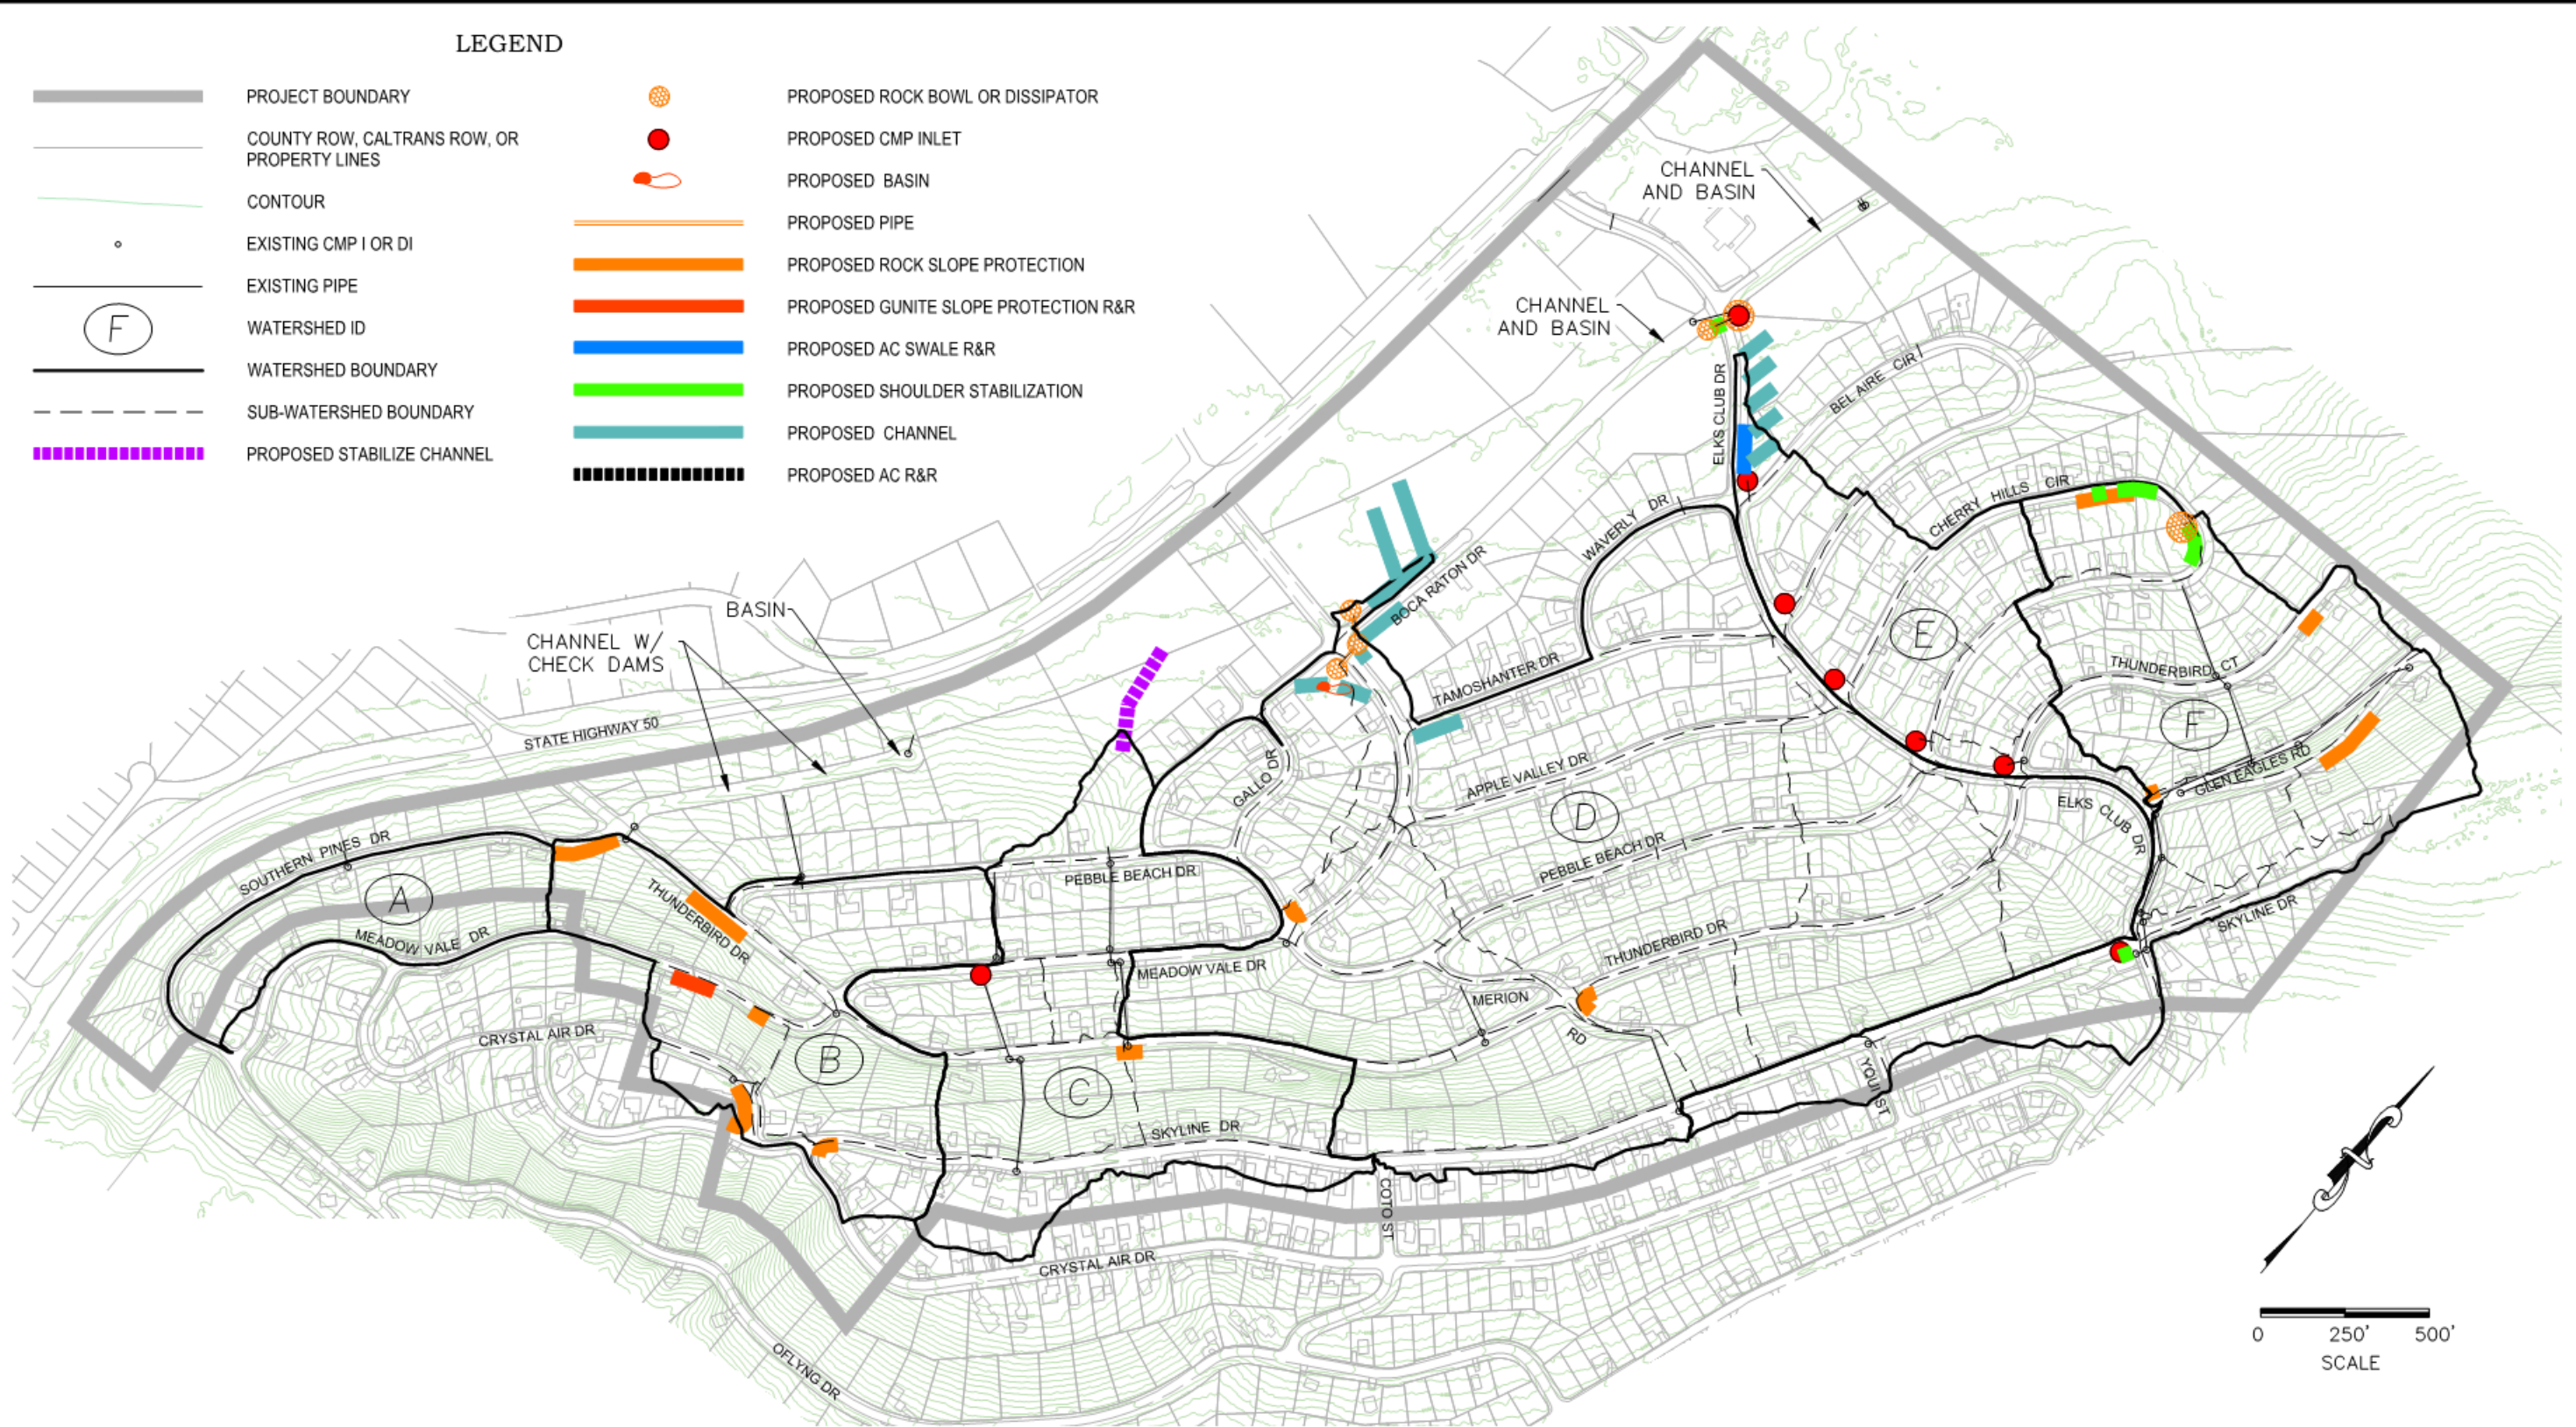 LEGEND
PROJECT BOUNDARY
COUNTY ROW, CALTRANS ROW, OR
PROPERTY LINES
CONTOUR
EXISTING CMP I OR DI
EXISTING PIPE
F
WATERSHED ID
WATERSHED BOUNDARY
SUB-WATERSHED BOUNDARY
PROPOSED STABILIZE CHANNEL
PROPOSED ROCK BOWL OR DISSIPATOR
PROPOSED CMP INLET
PROPOSED BASIN
PROPOSED PIPE
PROPOSED ROCK SLOPE PROTECTION
PROPOSED GUNITE SLOPE PROTECTION R&R
PROPOSED AC SWALE R&R
PROPOSED SHOULDER STABILIZATION
PROPOSED CHANNEL
PROPOSED AC R&R
CHANNEL
AND BASIN
CHANNEL
AND BASIN
ELKS CLUB DR
BEL AIRE CIR
CHERRY HILLS CIR
WAVERLY DR
BOCA RATON DR
BASIN
CHANNEL W/
CHECK DAMS
STATE HIGHWAY 50
TAMOSHANTER DR
E
THUNDERBIRD CT
F
GLEN EAGLES RD
GALLO DR
APPLE VALLEY DR
D
ELKS CLUB DR
SOUTHERN PINES DR
A
PEBBLE BEACH DR
PEBBLE BEACH DR
THUNDERBIRD DR
MEADOW VALE DR
MEADOW VALE DR
THUNDERBIRD DR
SKYLINE DR
MERION
RD
CRYSTAL AIR DR
B
C
YQUI ST
SKYLINE DR
COTO ST
CRYSTAL AIR DR
OFLYNG DR
0 250' 500'
SCALE